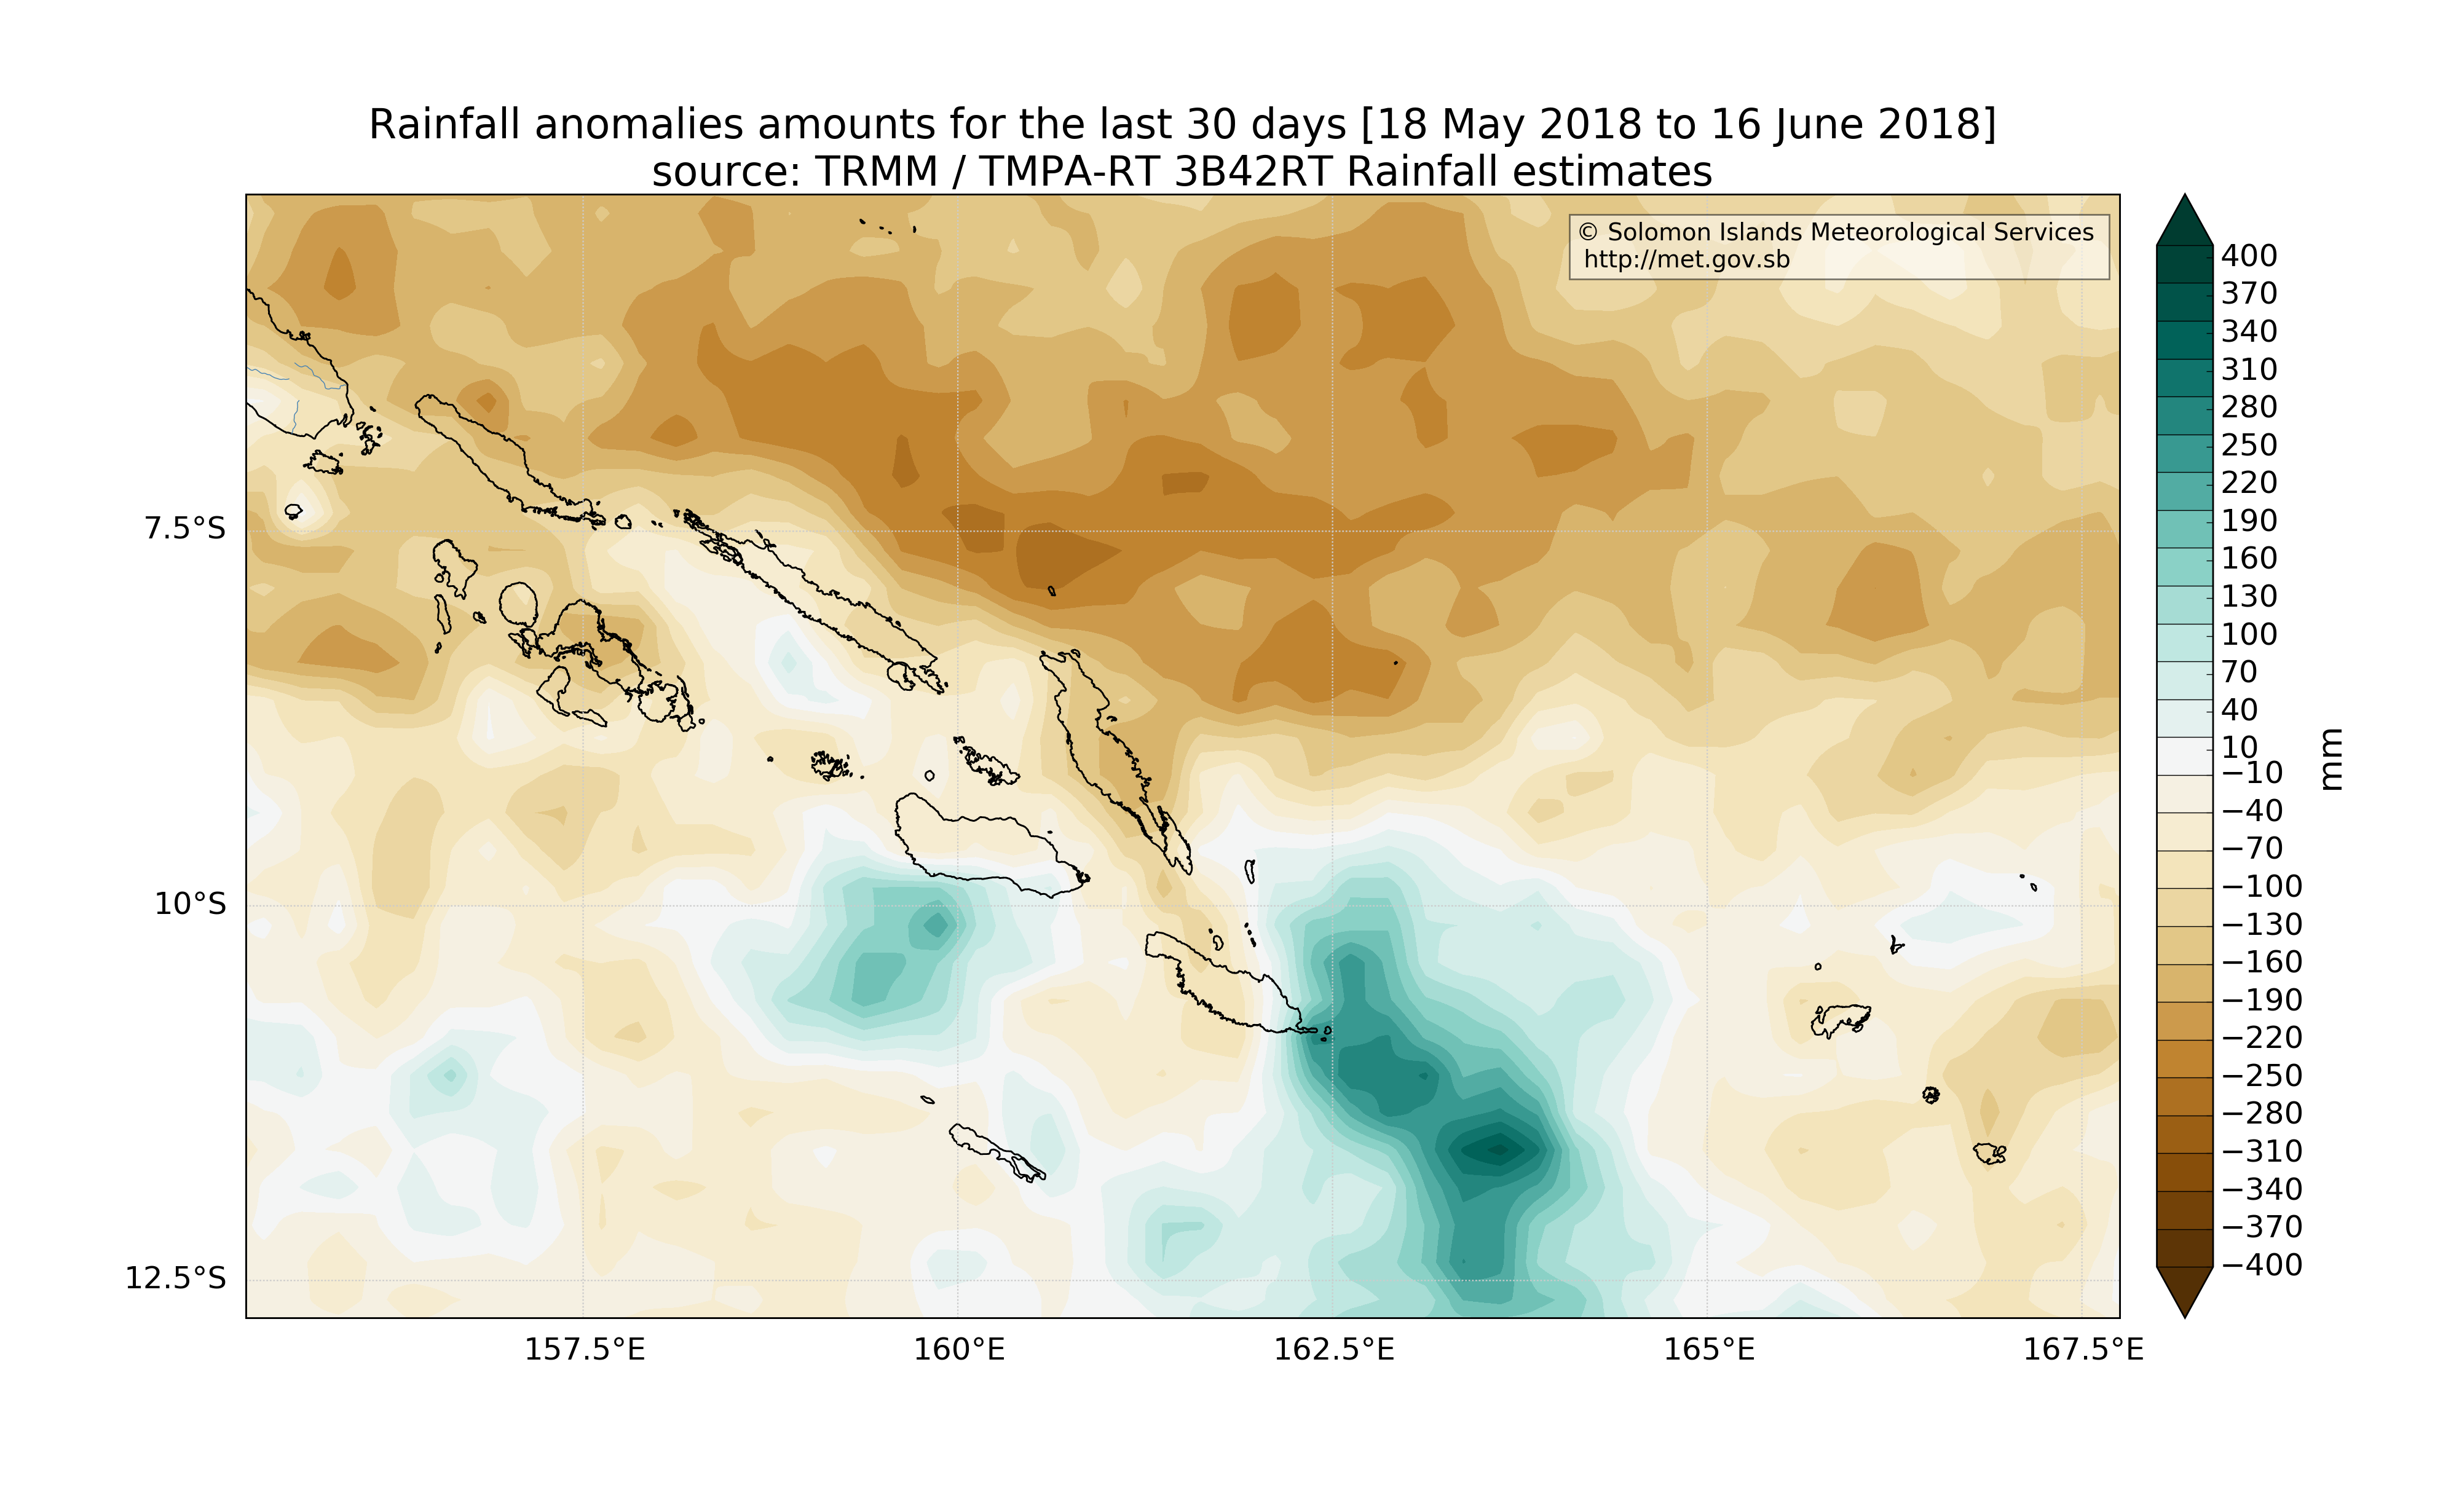 Rainfall anomalies amounts for the last 30 days [18 May 2018 to 16 June 2018]
source: TRMM / TMPA-RT 3B42RT Rainfall estimates
© Solomon Islands Meteorological Services
http://met.gov.sb
7.5°S
10°S
12.5°S
157.5°E
160°E
162.5°E
165°E
167.5°E
400
370
340
310
280
250
220
190
160
130
100
70
40
10
−10
−40
−70
−100
−130
−160
−190
−220
−250
−280
−310
−340
−370
−400
mm